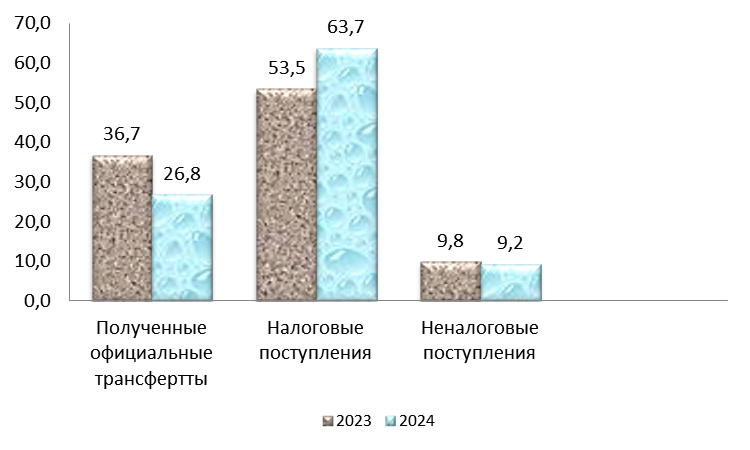 70,0
60,0
50,0
40,0
30,0
20,0
10,0
0,0
36,7
26,8
53,5
63,7
9,8
9,2
Полученные
официальные
трансфертты
Налоговые
поступления
Неналоговые
поступления
2023
2024